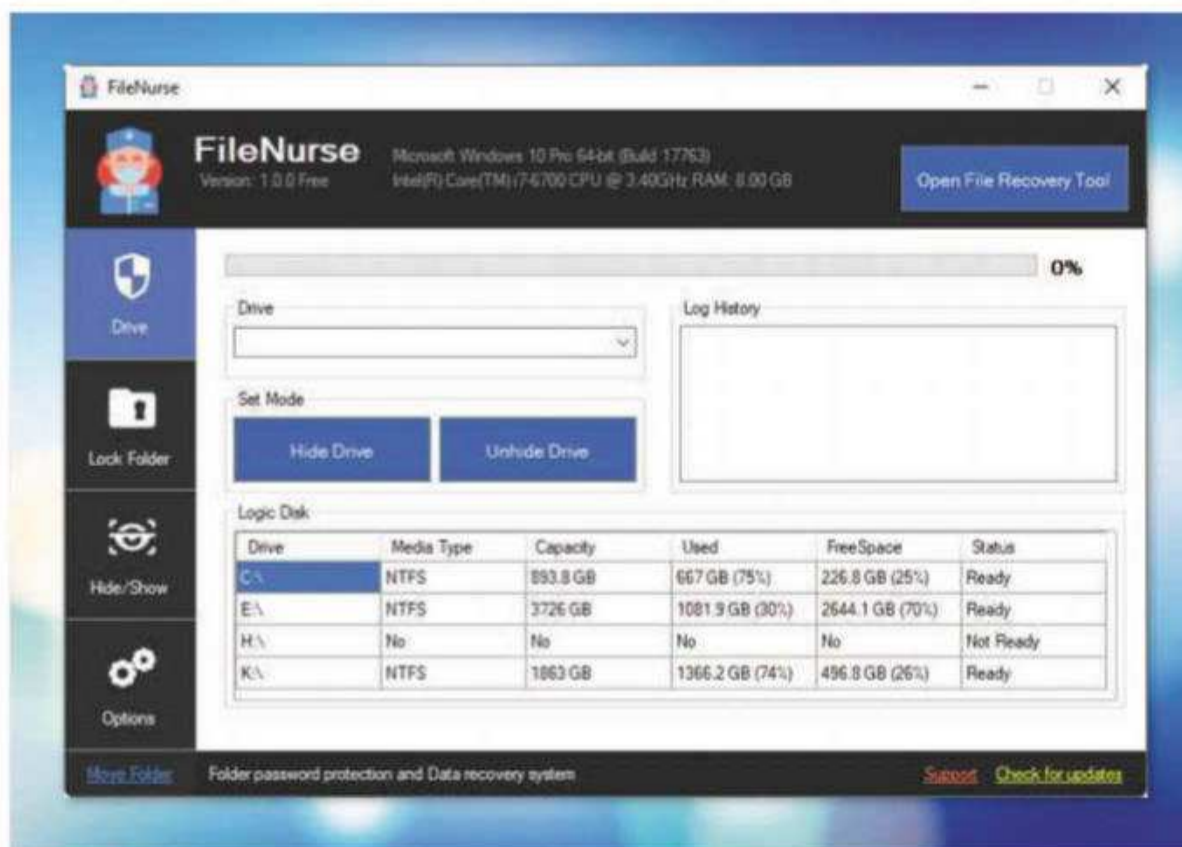 FileNurse
FileNurse
Version: 1.0.0 Free
Microsoft Windows 10 Pro 64-bit (Build 17763)
Intel(R) Core(TM) i7-6700 CPU @ 3.40GHz RAM: 8.00 GB
Open File Recovery Tool
Drive
Lock Folder
Hide/Show
Options
0%
Drive
Log History
Set Mode
Hide Drive Unhide Drive
Logic Disk
Drive Media Type Capacity Used FreeSpace Status
C:\ NTFS 893.8 GB 667 GB (75%) 226.8 GB (25%) Ready
E:\ NTFS 3726 GB 1081.9 GB (30%) 2644.1 GB (70%) Ready
H:\ No No No No Not Ready
K:\ NTFS 1863 GB 1366.2 GB (74%) 496.8 GB (26%) Ready
Move Folder Folder password protection and Data recovery system Support Check for updates